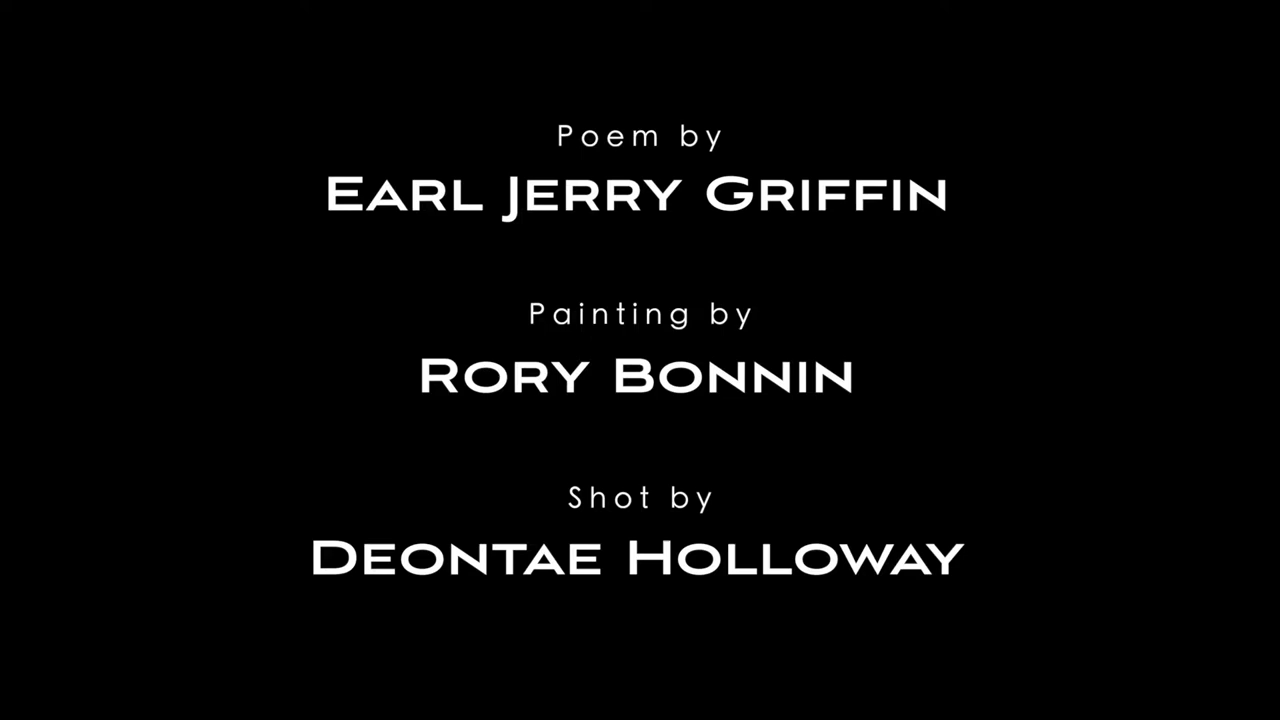 Poem by
Earl Jerry Griffin
Painting by
Rory Bonnin
Shot by
Deontae Holloway